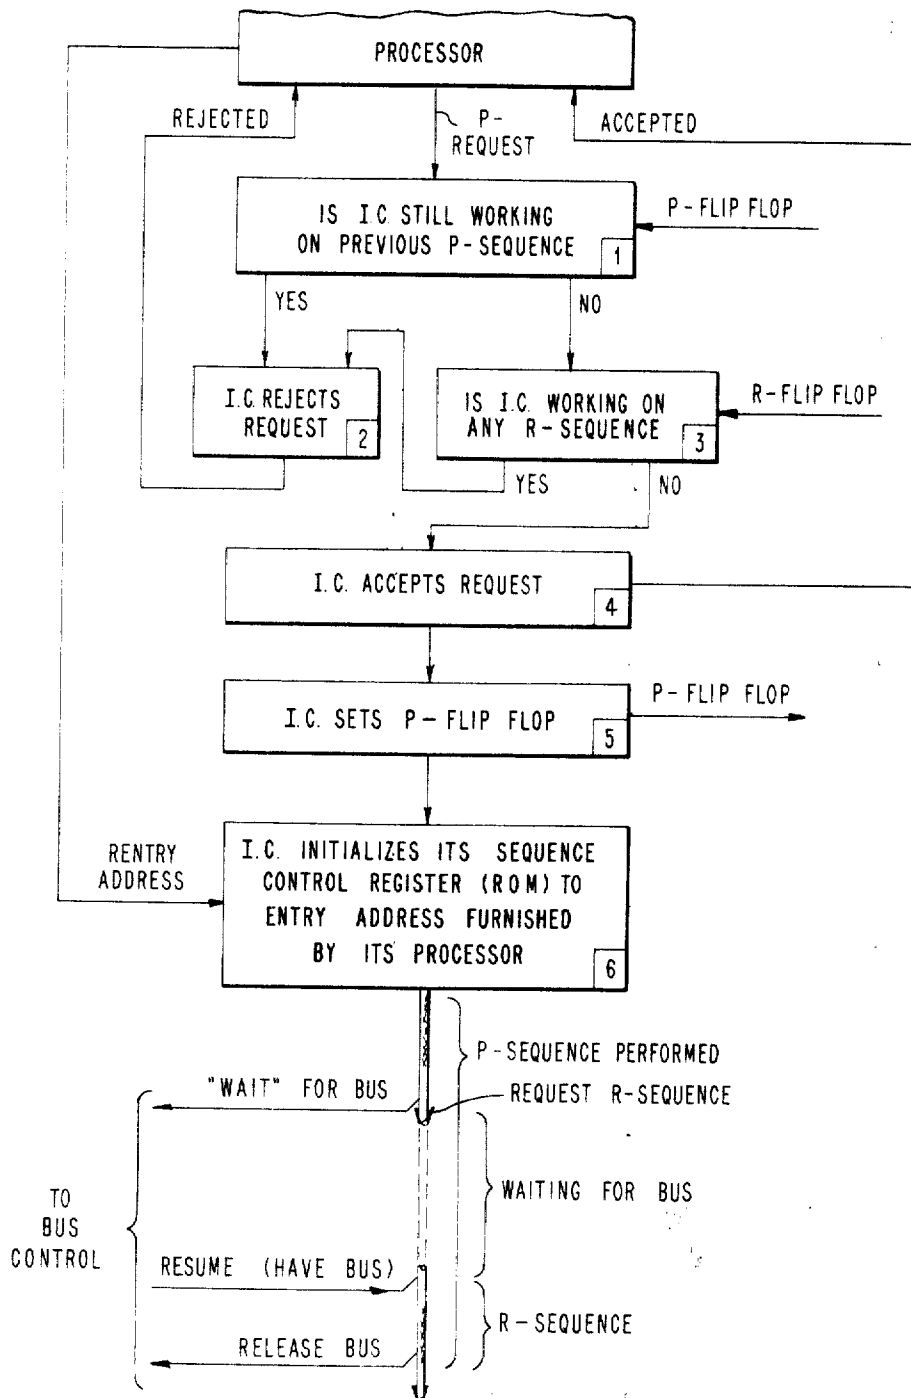 PROCESSOR
REJECTED
P-
REQUEST
ACCEPTED
IS I.C. STILL WORKING
ON PREVIOUS P-SEQUENCE
1
P-FLIP FLOP
YES
NO
I.C. REJECTS
REQUEST
2
IS I.C. WORKING ON
ANY R-SEQUENCE
3
R-FLIP FLOP
YES
NO
I.C. ACCEPTS REQUEST
4
I.C. SETS P-FLIP FLOP
5
P-FLIP FLOP
RENTRY
ADDRESS
I.C. INITIALIZES ITS SEQUENCE
CONTROL REGISTER (ROM) TO
ENTRY ADDRESS FURNISHED
BY ITS PROCESSOR
6
P-SEQUENCE PERFORMED
"WAIT" FOR BUS
REQUEST R-SEQUENCE
WAITING FOR BUS
TO
BUS
CONTROL
RESUME (HAVE BUS)
R-SEQUENCE
RELEASE BUS